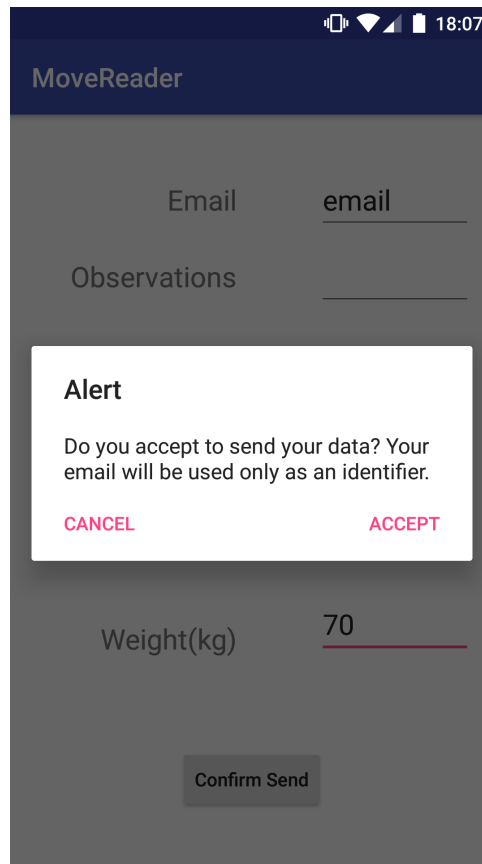 18:07
MoveReader
Email email
Observations
Alert
Do you accept to send your data? Your
email will be used only as an identifier.
CANCEL ACCEPT
Weight(kg) 70
Confirm Send